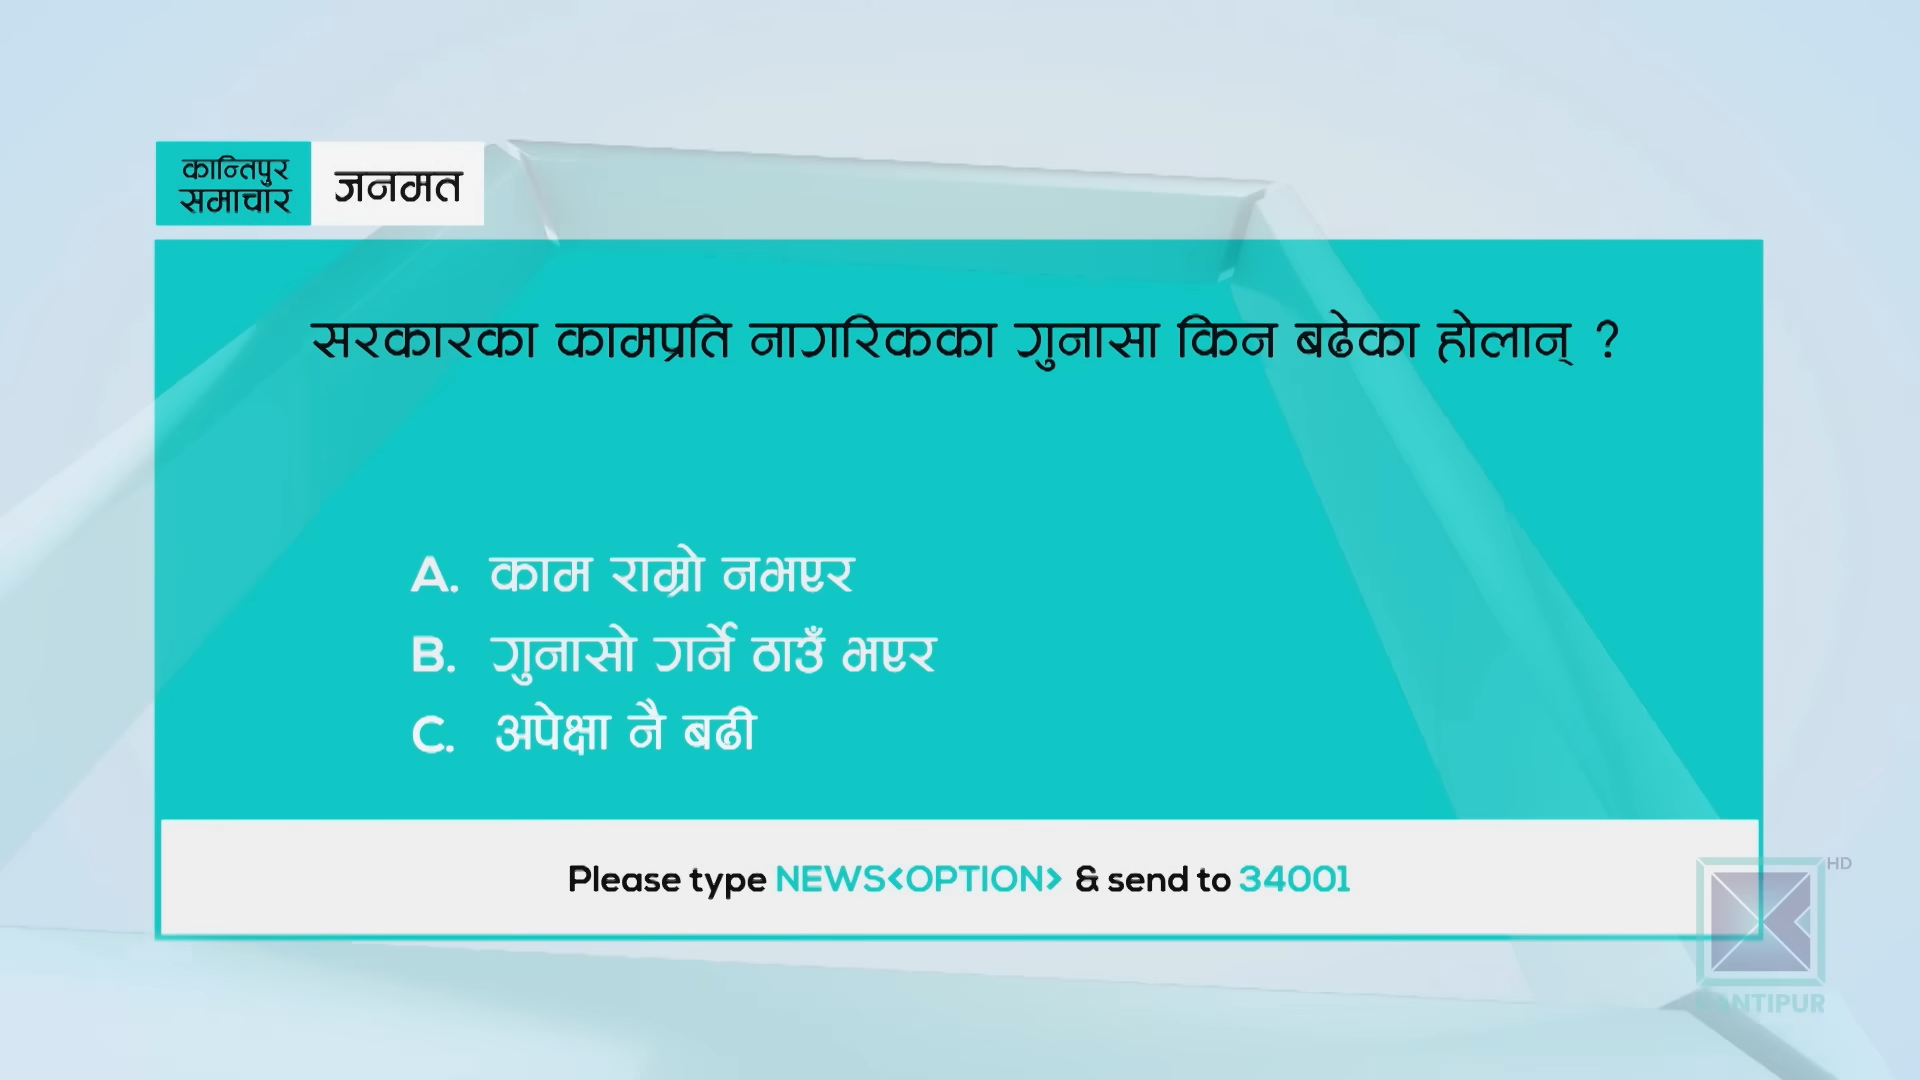 कान्तिपुर
समाचार
जनमत
सरकारका कामप्रति नागरिकका गुनासा किन बढेका होलान् ?
A. काम राम्रो नभएर
B. गुनासो गर्ने ठाउँ भएर
C. अपेक्षा नै बढी
Please type NEWS<OPTION> & send to 34001
HD
KANTIPUR